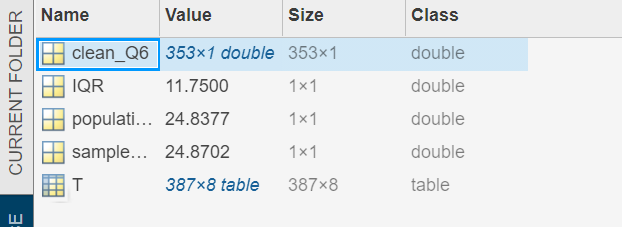 Name Value Size Class
clean_Q6 353×1 double 353×1 double
IQR 11.7500 1×1 double
populati... 24.8377 1×1 double
sample... 24.8702 1×1 double
T 387×8 table 387×8 table
CURRENT FOLDER